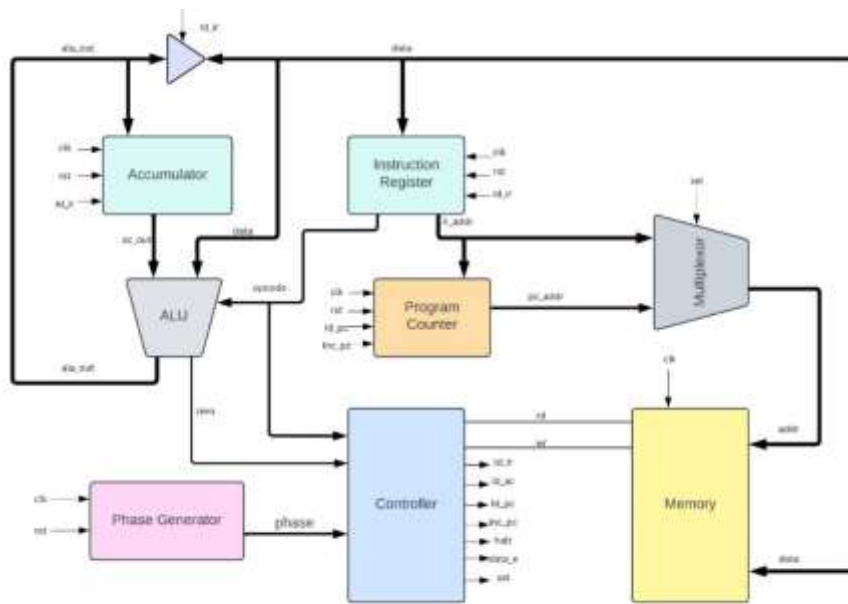 ld_ir
alu_out
data
clk
rst
ld_ir
Accumulator
Instruction
Register
clk
rst
ld_ir
sel
ac_out
data
ir_addr
Multiplexor
opcode
ALU
clk
rst
ld_pc
inc_pc
Program
Counter
pc_addr
alu_out
zero
clk
rd
wr
addr
Controller
ld_ir
ld_ac
ld_pc
inc_pc
halt
data_e
sel
Memory
clk
rst
Phase Generator
phase
data